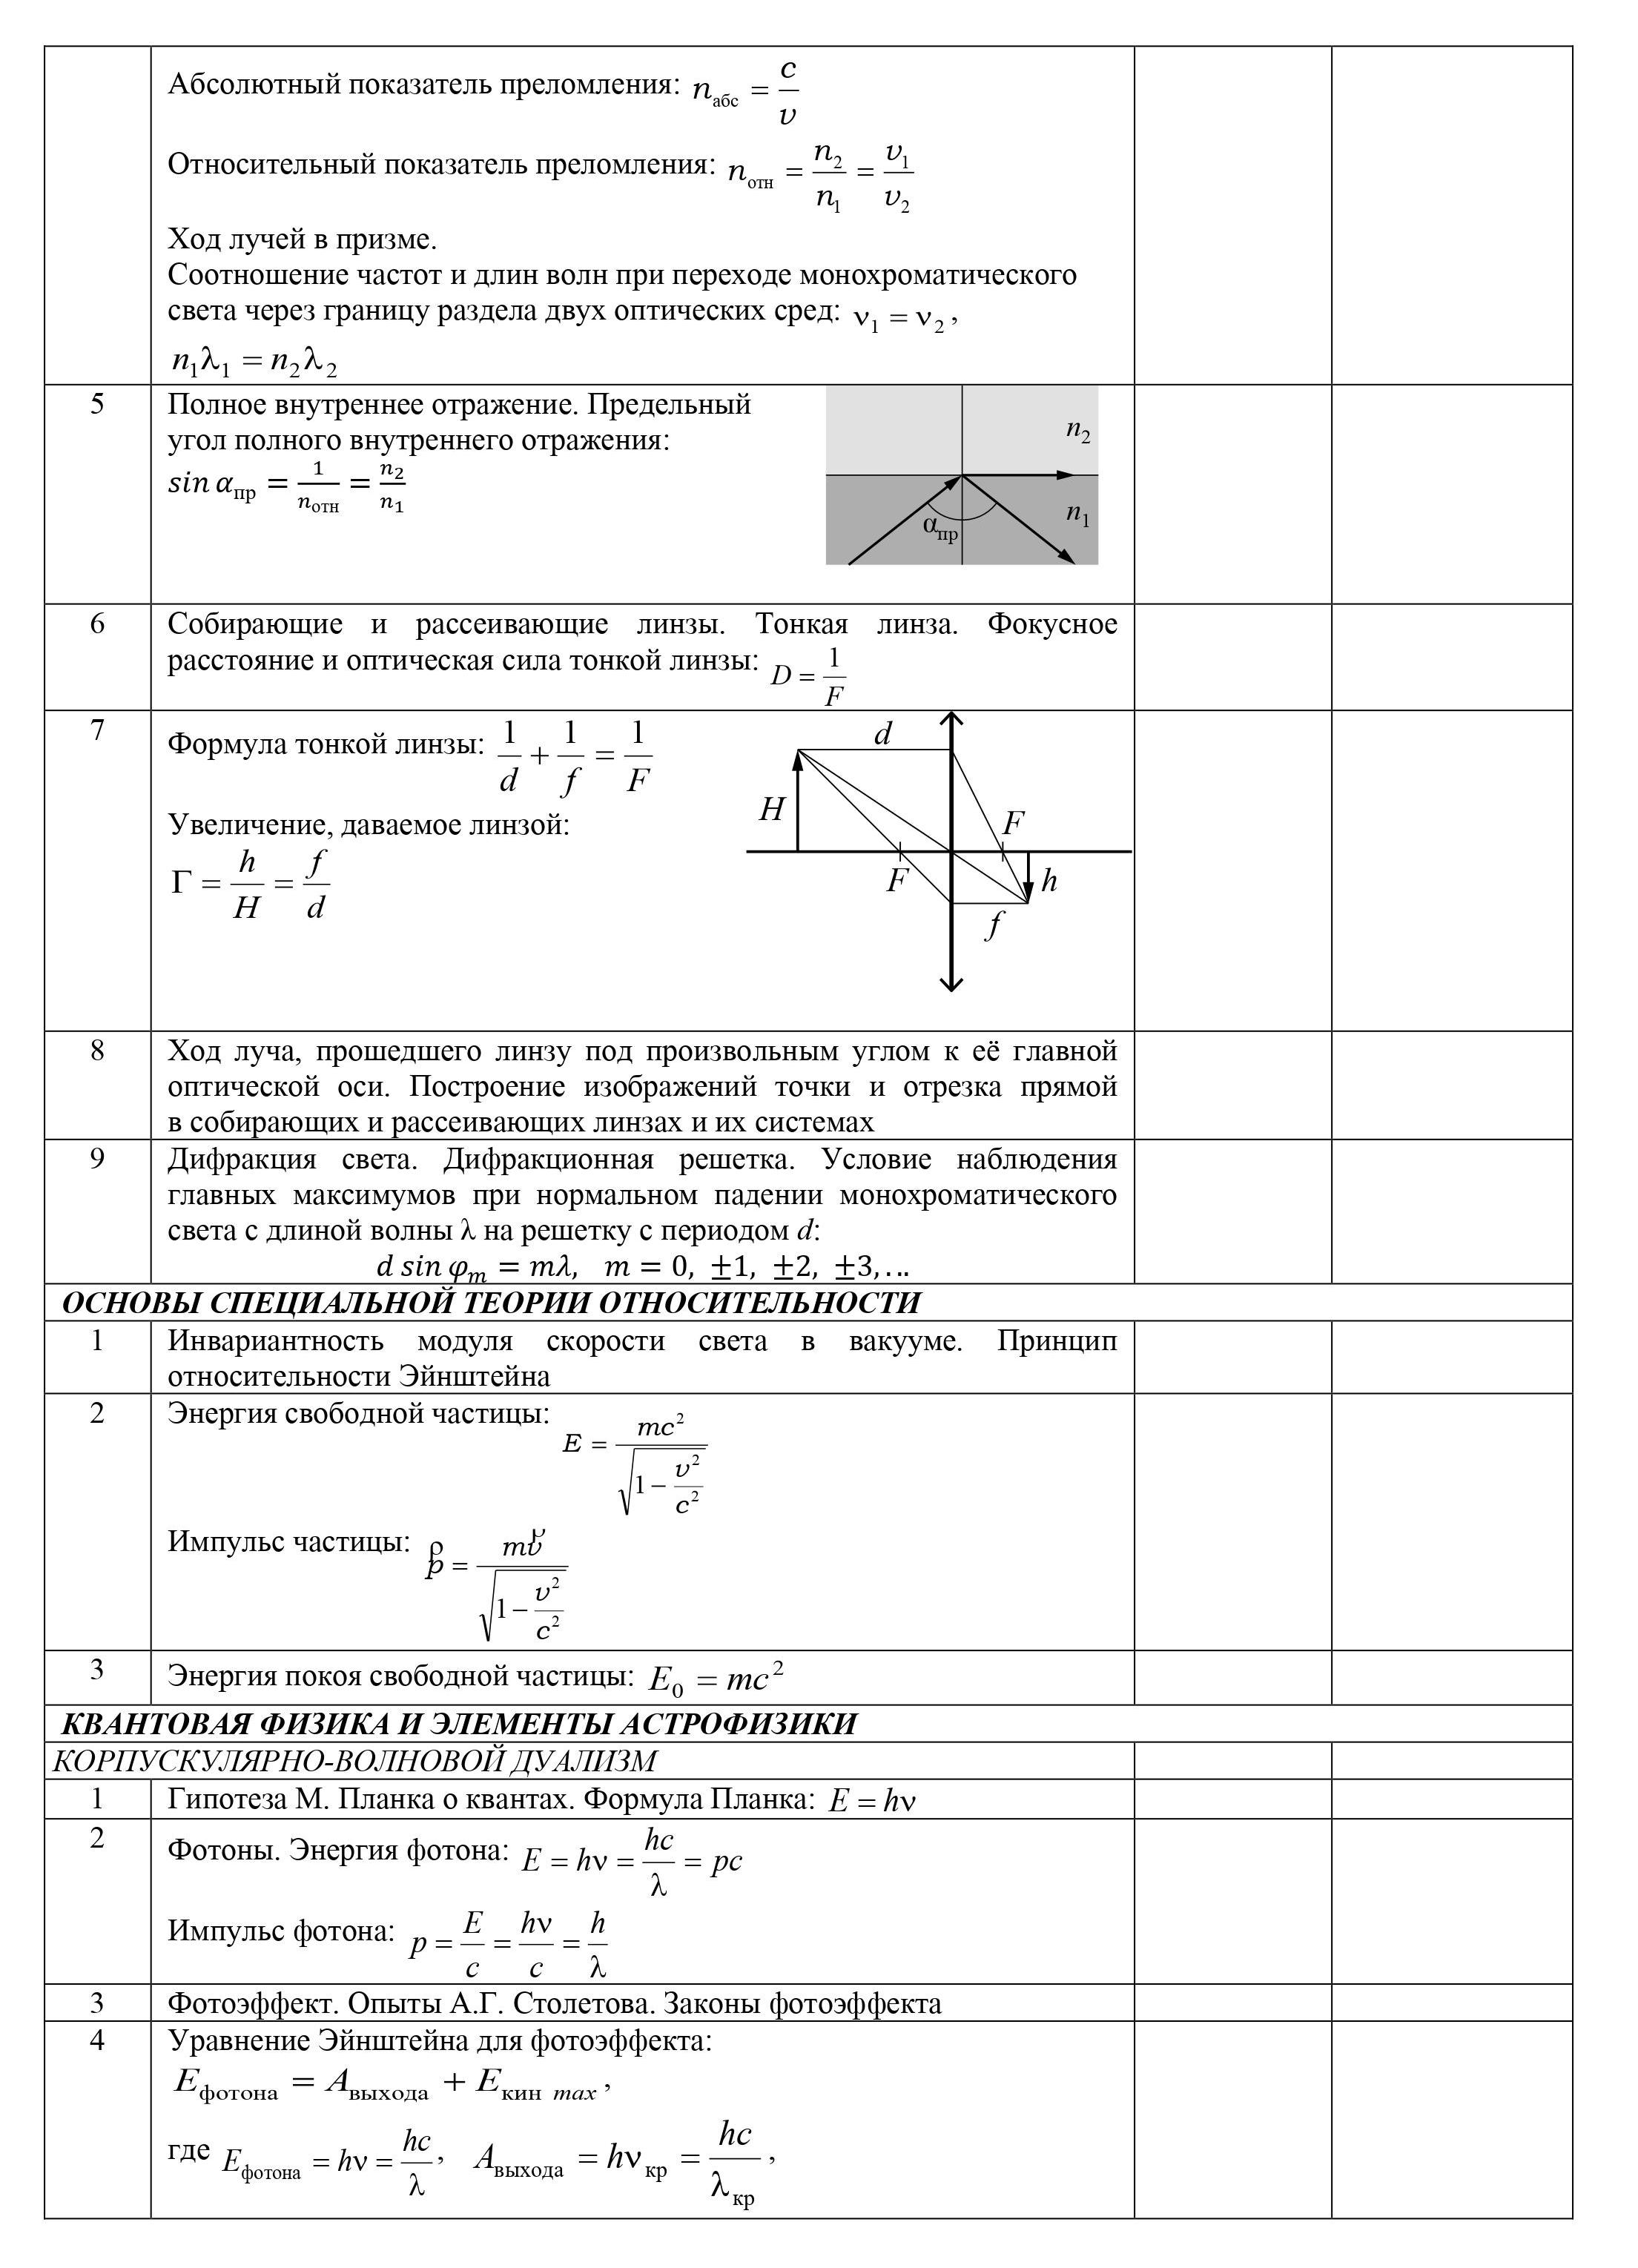 Абсолютный показатель преломления: n_абс = c/υ
Относительный показатель преломления: n_отн = n₂/n₁ = υ₁/υ₂
Ход лучей в призме.
Соотношение частот и длин волн при переходе монохроматического
света через границу раздела двух оптических сред: ν₁ = ν₂ ,
n₁λ₁ = n₂λ₂
5 Полное внутреннее отражение. Предельный
угол полного внутреннего отражения:
sin α_пр = 1/n_отн = n₂/n₁
n₂
n₁
α_пр
6 Собирающие и рассеивающие линзы. Тонкая линза. Фокусное
расстояние и оптическая сила тонкой линзы: D = 1/F
7 Формула тонкой линзы: 1/d + 1/f = 1/F
Увеличение, даваемое линзой:
Γ = h/H = f/d
d
H
F
F
h
f
8 Ход луча, прошедшего линзу под произвольным углом к её главной
оптической оси. Построение изображений точки и отрезка прямой
в собирающих и рассеивающих линзах и их системах
9 Дифракция света. Дифракционная решетка. Условие наблюдения
главных максимумов при нормальном падении монохроматического
света с длиной волны λ на решетку с периодом d:
d sin φ_m = mλ, m = 0, ±1, ±2, ±3, ...
ОСНОВЫ СПЕЦИАЛЬНОЙ ТЕОРИИ ОТНОСИТЕЛЬНОСТИ
1 Инвариантность модуля скорости света в вакууме. Принцип
относительности Эйнштейна
2 Энергия свободной частицы: E = mc²/√(1 − υ²/c²)
Импульс частицы: p⃗ = mυ⃗/√(1 − υ²/c²)
3 Энергия покоя свободной частицы: E₀ = mc²
КВАНТОВАЯ ФИЗИКА И ЭЛЕМЕНТЫ АСТРОФИЗИКИ
КОРПУСКУЛЯРНО-ВОЛНОВОЙ ДУАЛИЗМ
1 Гипотеза М. Планка о квантах. Формула Планка: E = hν
2 Фотоны. Энергия фотона: E = hν = hc/λ = pc
Импульс фотона: p = E/c = hν/c = h/λ
3 Фотоэффект. Опыты А.Г. Столетова. Законы фотоэффекта
4 Уравнение Эйнштейна для фотоэффекта:
E_фотона = A_выхода + E_кин max ,
где E_фотона = hν = hc/λ , A_выхода = hν_кр = hc/λ_кр ,